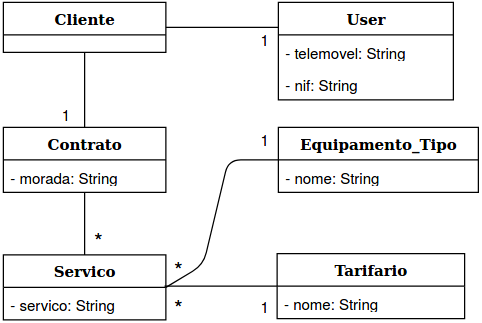 Cliente
User
1
- telemovel: String
- nif: String
1
Contrato
- morada: String
1
Equipamento_Tipo
- nome: String
*
Servico
- servico: String
*
*
1
Tarifario
- nome: String